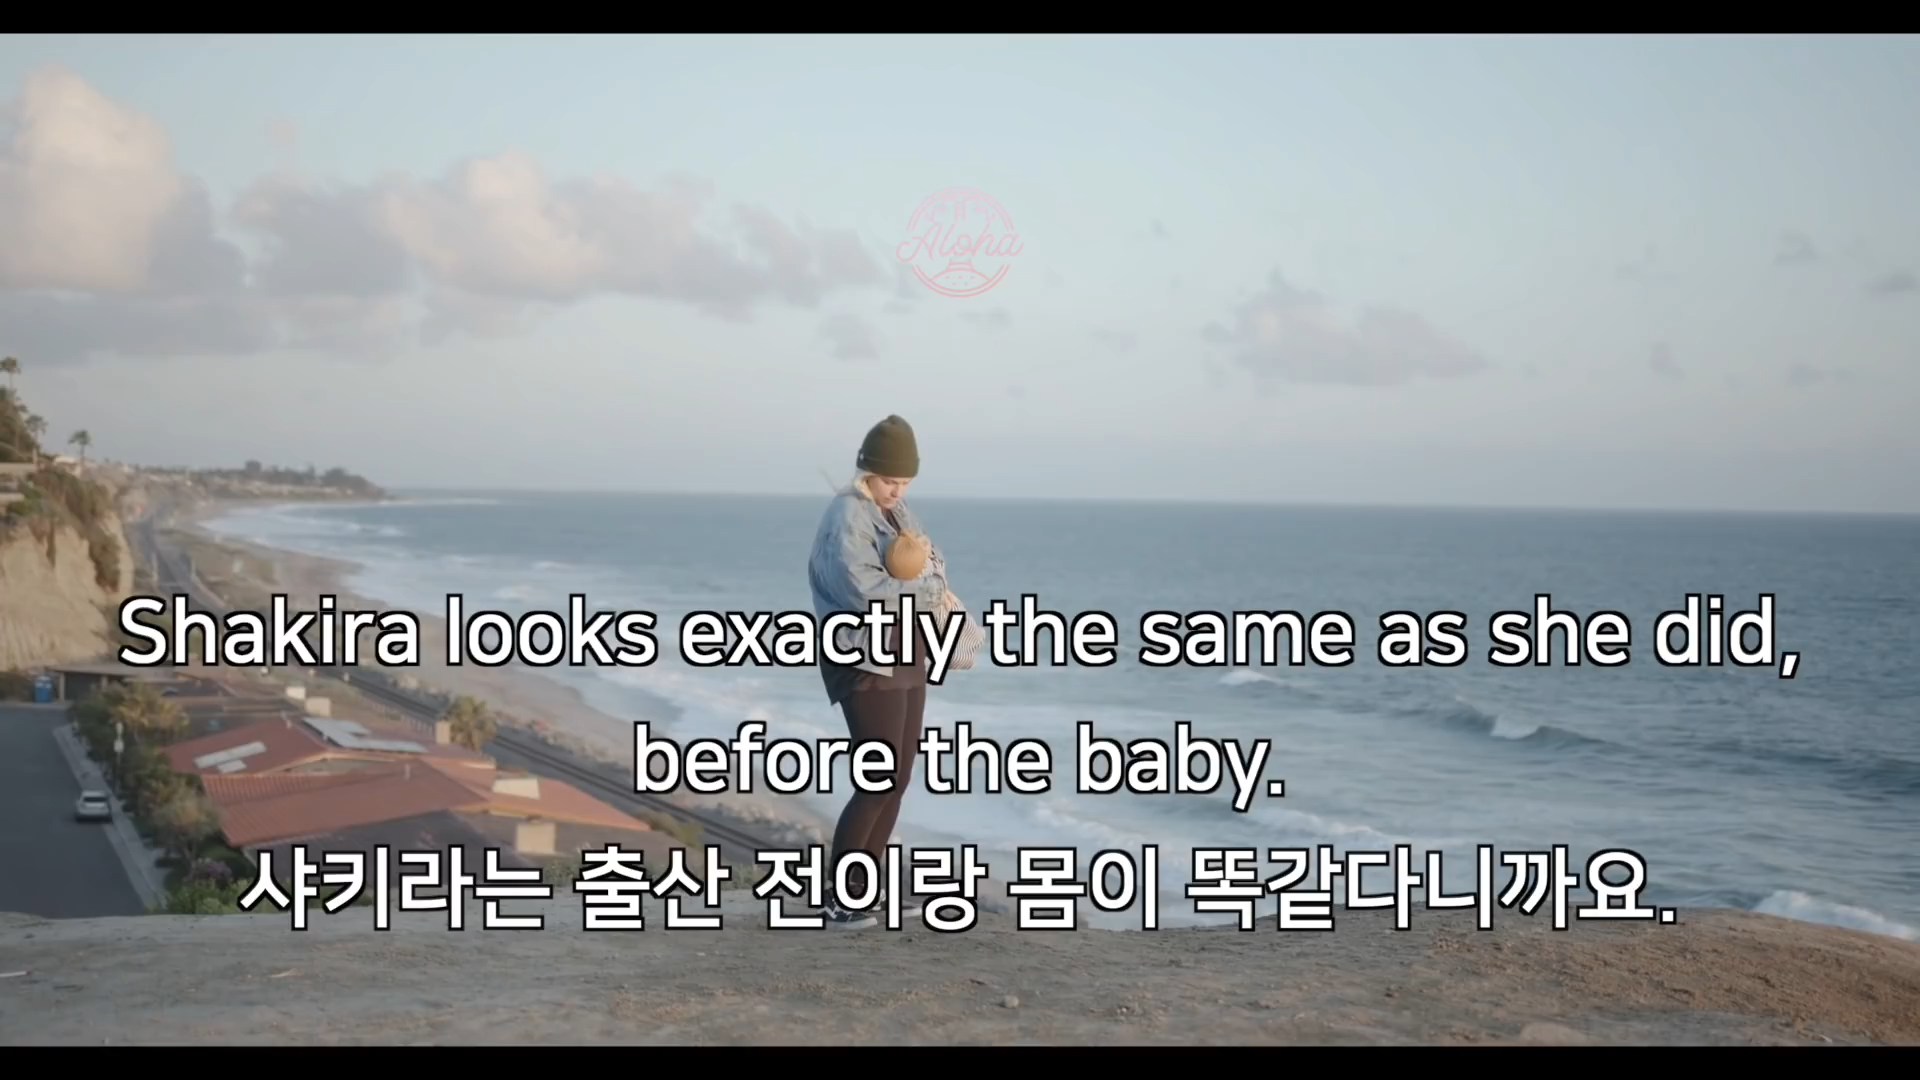 Aloha
Shakira looks exactly the same as she did,
before the baby.
샤키라는 출산 전이랑 몸이 똑같다니까요.